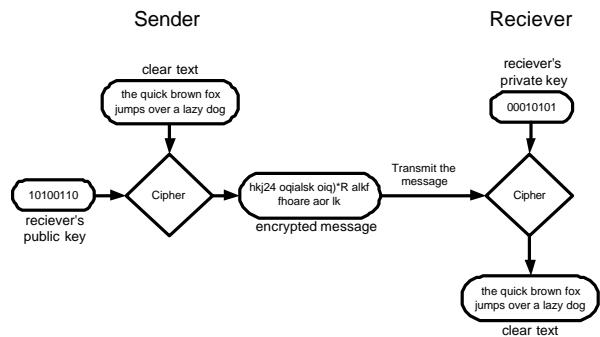 Sender
Reciever
clear text
the quick brown fox
jumps over a lazy dog
10100110
reciever's
public key
Cipher
hkj24 oqialsk oiq)*R alkf
fhoare aor lk
encrypted message
Transmit the
message
reciever's
private key
00010101
Cipher
the quick brown fox
jumps over a lazy dog
clear text